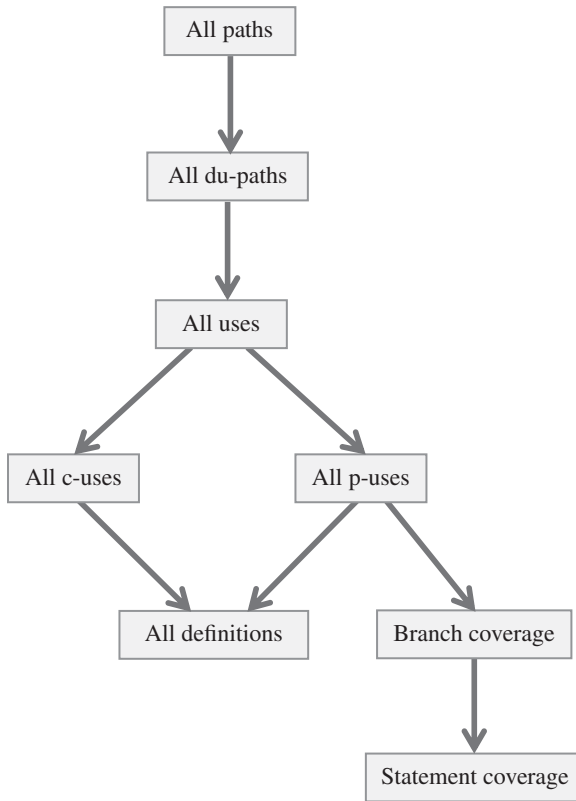 All paths
All du-paths
All uses
All c-uses
All p-uses
All definitions
Branch coverage
Statement coverage